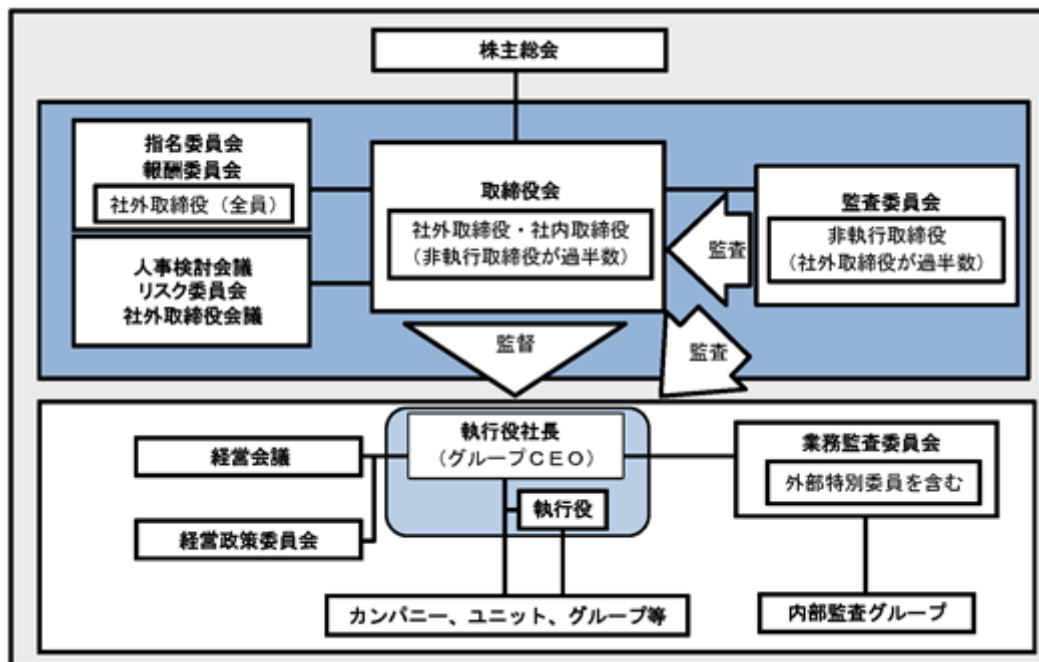 株主総会
指名委員会
報酬委員会
社外取締役（全員）
人事検討会議
リスク委員会
社外取締役会議
取締役会
社外取締役・社内取締役
（非執行取締役が過半数）
監査
監査委員会
非執行取締役
（社外取締役が過半数）
監督
監査
執行役社長
（グループＣＥＯ）
執行役
経営会議
経営政策委員会
業務監査委員会
外部特別委員を含む
カンパニー、ユニット、グループ等
内部監査グループ